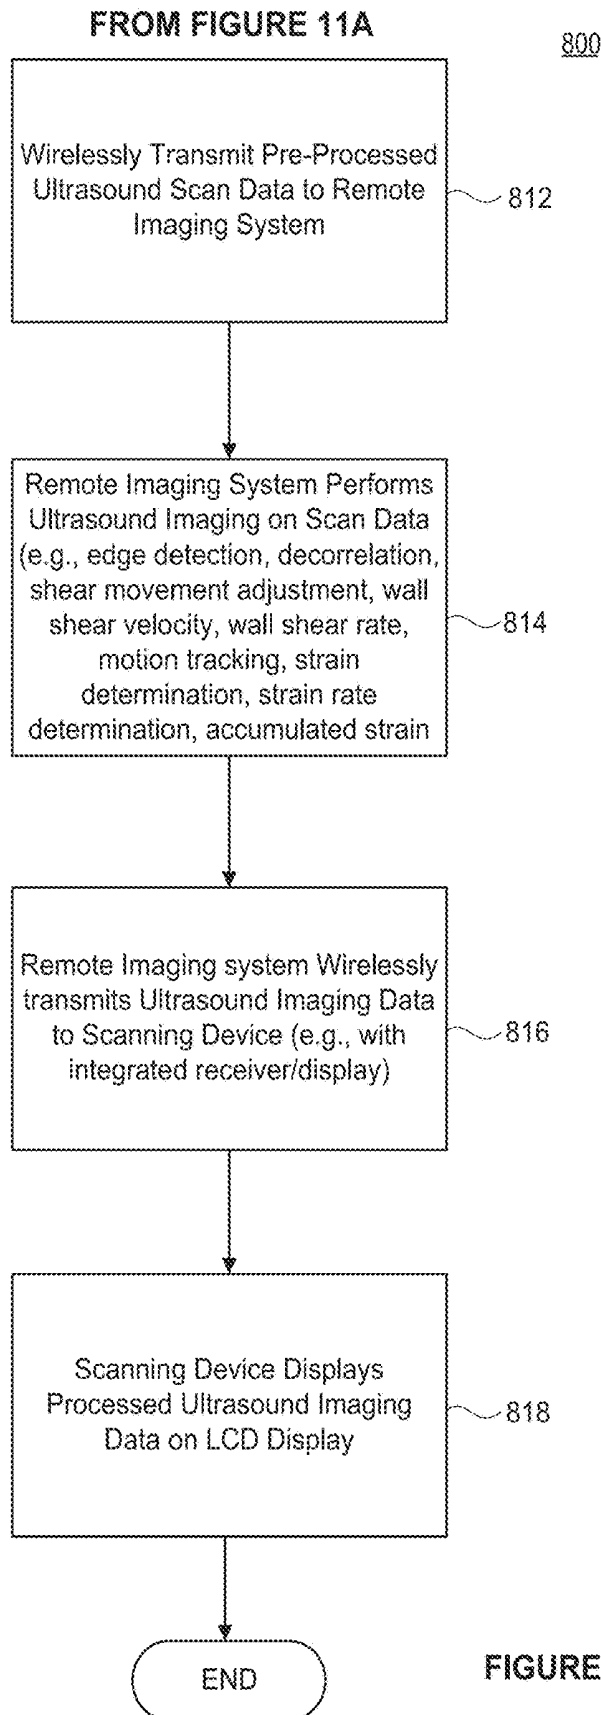 FROM FIGURE 11A
800
Wirelessly Transmit Pre-Processed
Ultrasound Scan Data to Remote
Imaging System
812
Remote Imaging System Performs
Ultrasound Imaging on Scan Data
(e.g., edge detection, decorrelation,
shear movement adjustment, wall
shear velocity, wall shear rate,
motion tracking, strain
determination, strain rate
determination, accumulated strain
814
Remote Imaging system Wirelessly
transmits Ultrasound Imaging Data
to Scanning Device (e.g., with
integrated receiver/display)
816
Scanning Device Displays
Processed Ultrasound Imaging
Data on LCD Display
818
END
FIGURE